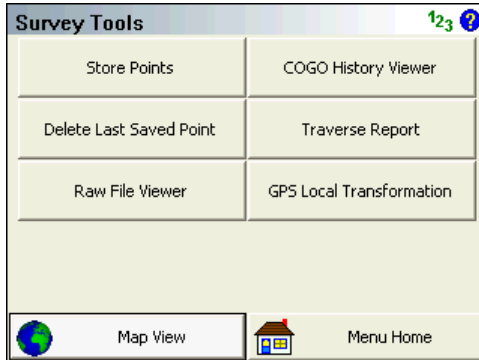 Survey Tools 123 ?
Store Points COGO History Viewer
Delete Last Saved Point Traverse Report
Raw File Viewer GPS Local Transformation
Map View Menu Home